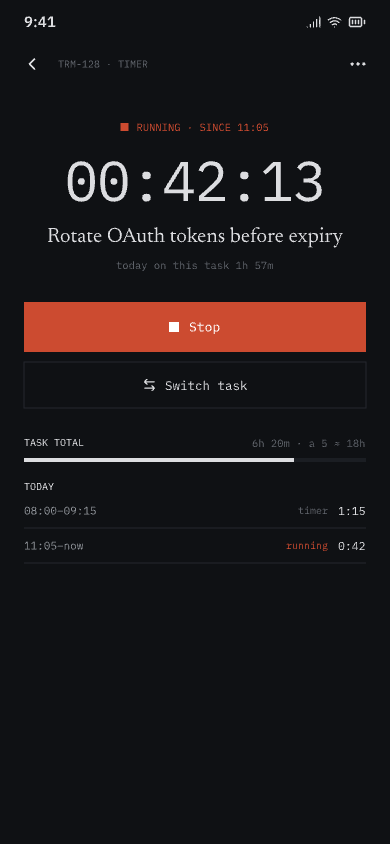 9:41
TRM-128 · TIMER
RUNNING · SINCE 11:05
00:42:13
Rotate OAuth tokens before expiry
today on this task 1h 57m
Stop
Switch task
TASK TOTAL 6h 20m · a 5 ≈ 18h
TODAY
08:00–09:15 timer 1:15
11:05–now running 0:42